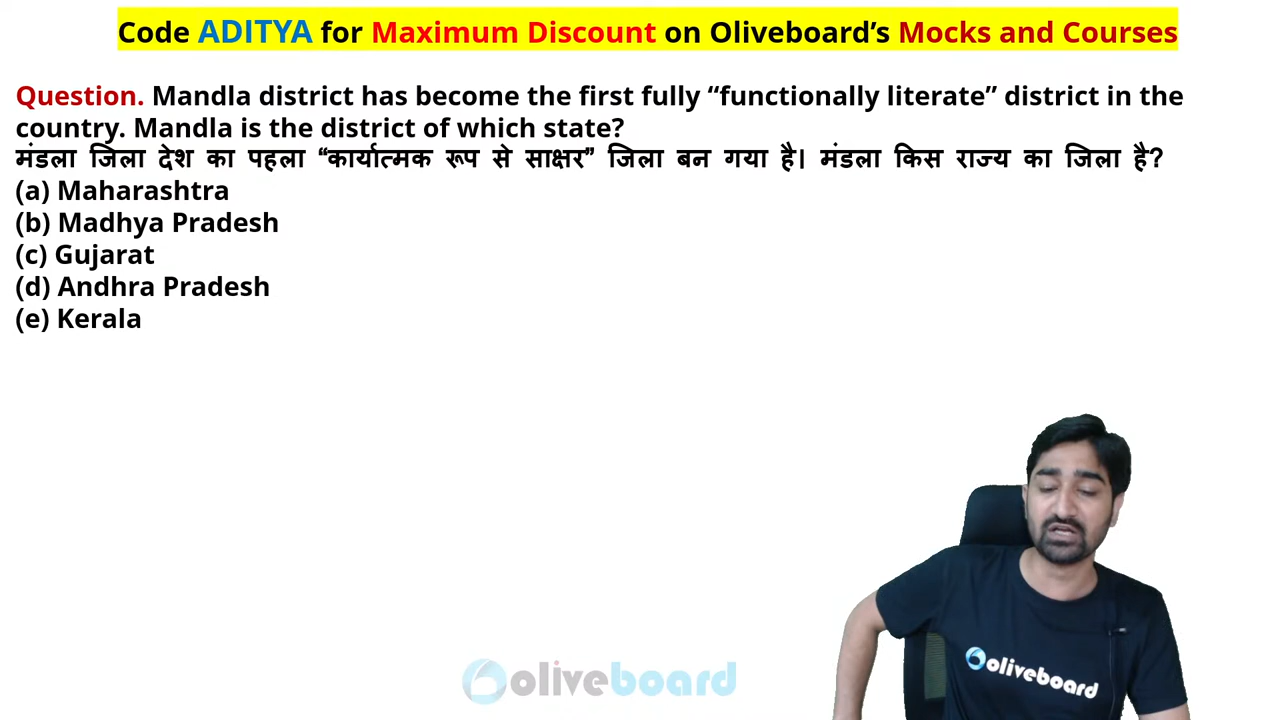 Code ADITYA for Maximum Discount on Oliveboard’s Mocks and Courses
Question. Mandla district has become the first fully “functionally literate” district in the
country. Mandla is the district of which state?
मंडला जिला देश का पहला “कार्यात्मक रूप से साक्षर” जिला बन गया है। मंडला किस राज्य का जिला है?
(a) Maharashtra
(b) Madhya Pradesh
(c) Gujarat
(d) Andhra Pradesh
(e) Kerala
oliveboard
oliveboard